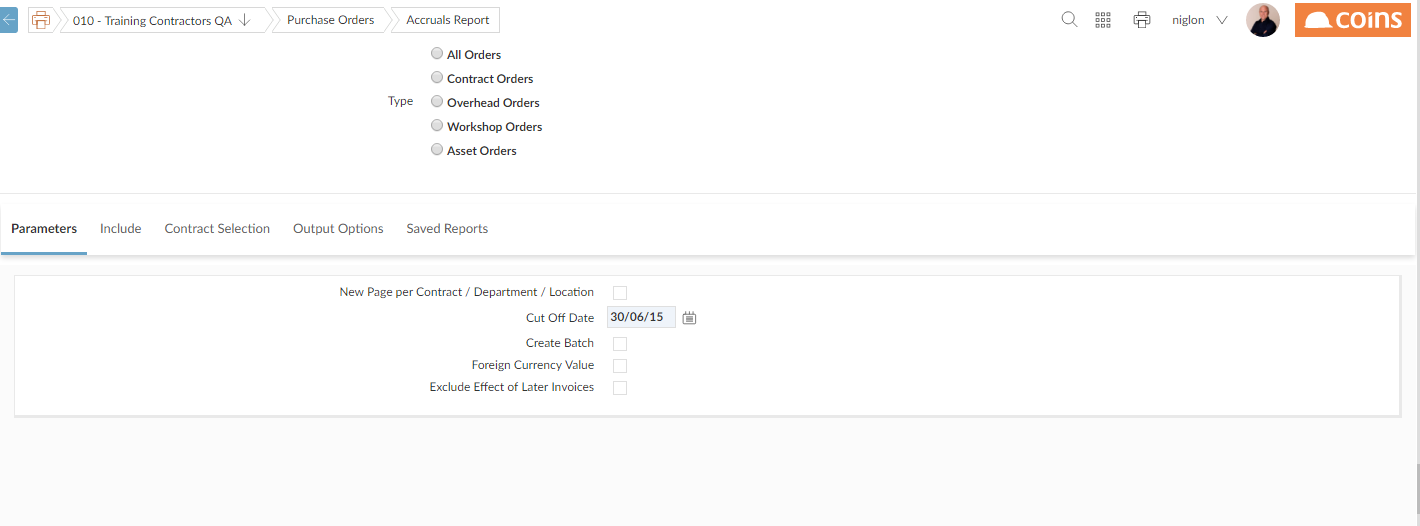 010 - Training Contractors QA Purchase Orders Accruals Report niglon coins
All Orders
Contract Orders
Type Overhead Orders
Workshop Orders
Asset Orders
Parameters Include Contract Selection Output Options Saved Reports
New Page per Contract / Department / Location
Cut Off Date 30/06/15
Create Batch
Foreign Currency Value
Exclude Effect of Later Invoices